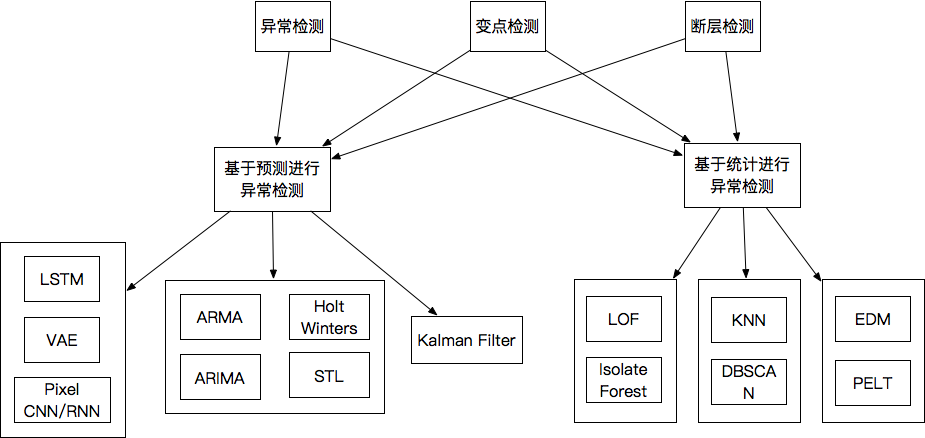 异常检测
变点检测
断层检测
基于预测进行
异常检测
基于统计进行
异常检测
LSTM
VAE
Pixel
CNN/RNN
ARMA
Holt
Winters
ARIMA
STL
Kalman Filter
LOF
Isolate
Forest
KNN
DBSCA
N
EDM
PELT